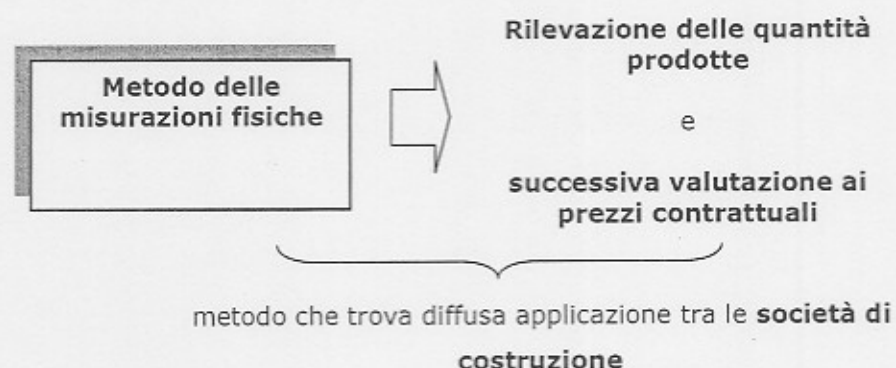 Metodo delle
misurazioni fisiche
Rilevazione delle quantità
prodotte
e
successiva valutazione ai
prezzi contrattuali
metodo che trova diffusa applicazione tra le società di
costruzione